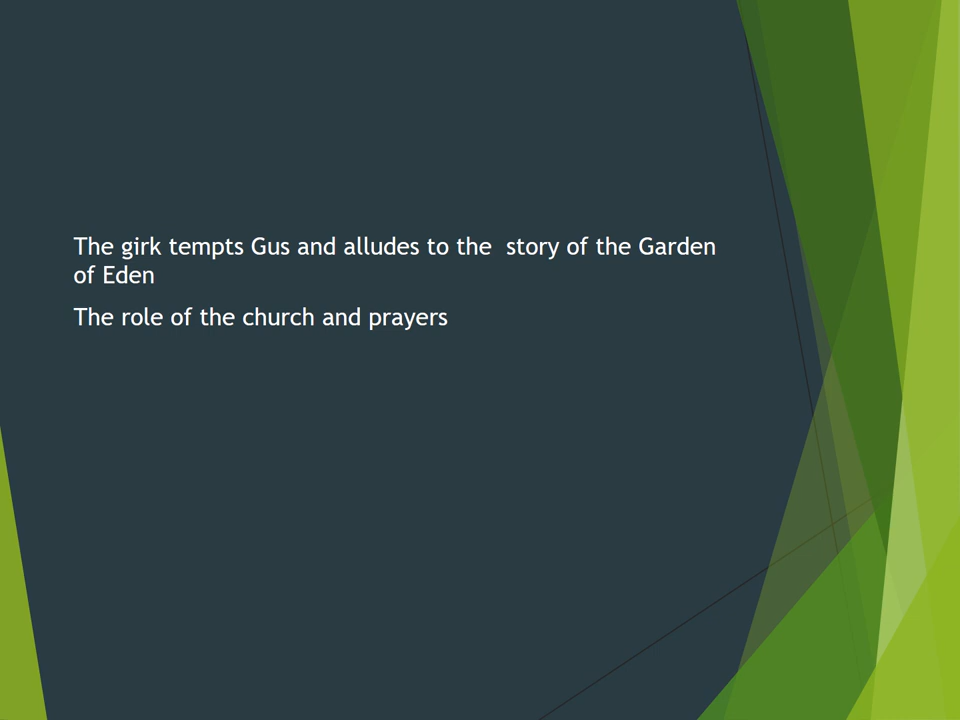 The girk tempts Gus and alludes to the  story of the Garden
of Eden
The role of the church and prayers